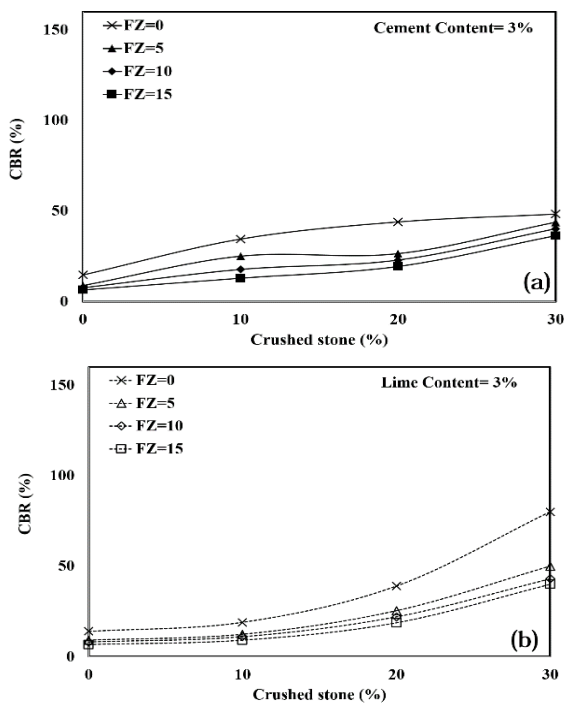 150
Cement Content= 3%
FZ=0
FZ=5
FZ=10
FZ=15
100
CBR (%)
50
0
(a)
0 10 20 30
Crushed stone (%)
150
Lime Content= 3%
FZ=0
FZ=5
FZ=10
FZ=15
100
CBR (%)
50
0
(b)
0 10 20 30
Crushed stone (%)